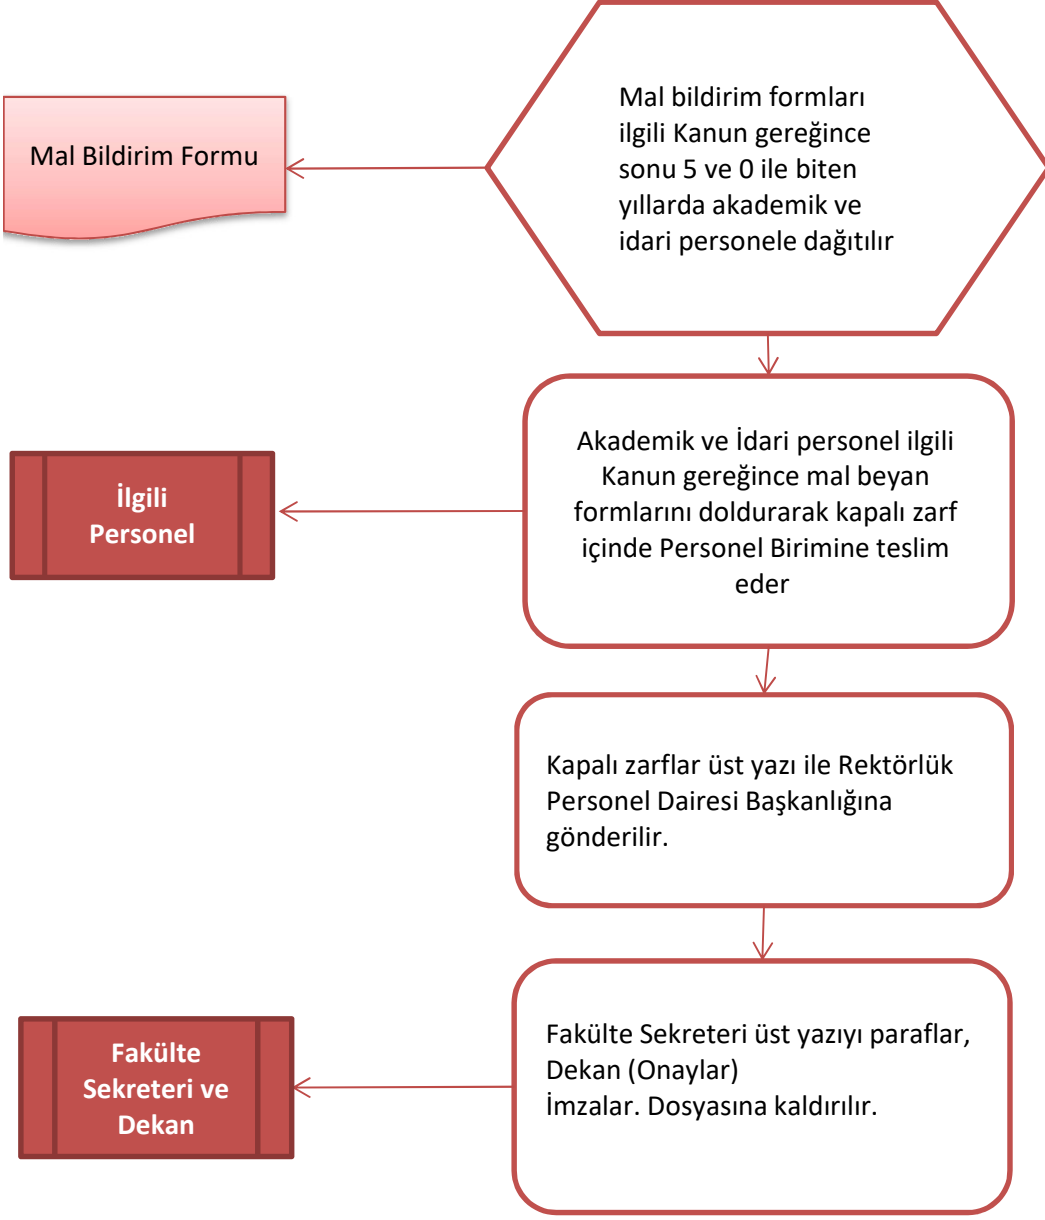 Mal bildirim formları
ilgili Kanun gereğince
sonu 5 ve 0 ile biten
yıllarda akademik ve
idari personele dağıtılır
Mal Bildirim Formu
Akademik ve İdari personel ilgili
Kanun gereğince mal beyan
formlarını doldurarak kapalı zarf
içinde Personel Birimine teslim
eder
İlgili
Personel
Kapalı zarflar üst yazı ile Rektörlük
Personel Dairesi Başkanlığına
gönderilir.
Fakülte Sekreteri üst yazıyı paraflar,
Dekan (Onaylar)
İmzalar. Dosyasına kaldırılır.
Fakülte
Sekreteri ve
Dekan